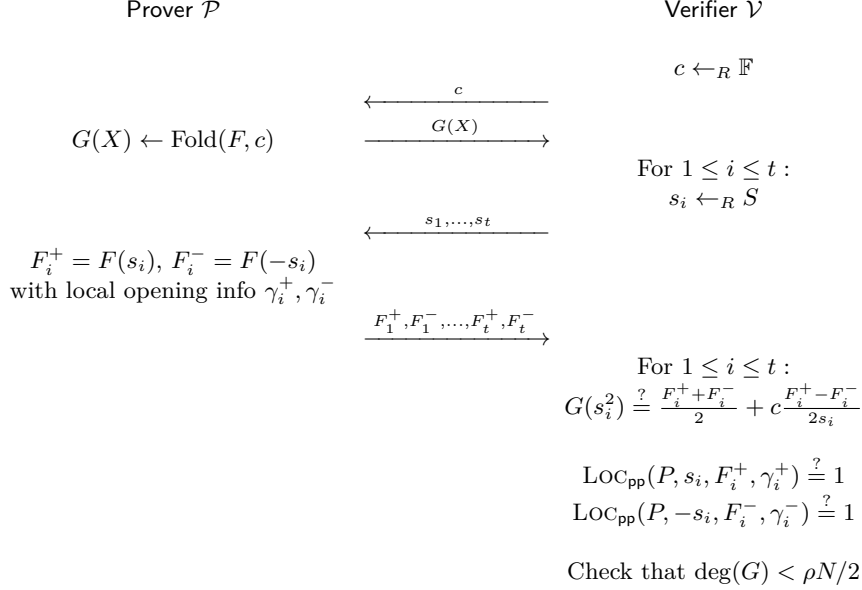 Prover 𝒫 Verifier 𝒱
c ←_R 𝔽
c
G(X) ← Fold(F, c)
G(X)
For 1 ≤ i ≤ t :
s_i ←_R S
s_1,...,s_t
F_i^+ = F(s_i), F_i^- = F(−s_i)
with local opening info γ_i^+, γ_i^-
F_1^+,F_1^-,...,F_t^+,F_t^-
For 1 ≤ i ≤ t :
G(s_i^2) ≟ (F_i^+ + F_i^-)/2 + c (F_i^+ − F_i^-)/(2s_i)
LOC_pp(P, s_i, F_i^+, γ_i^+) ≟ 1
LOC_pp(P, −s_i, F_i^-, γ_i^-) ≟ 1
Check that deg(G) < ρN/2